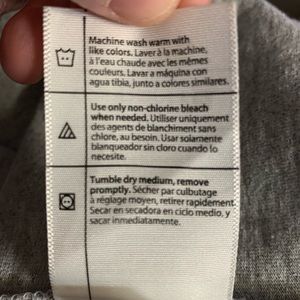 Machine wash warm with
like colors. Laver à la machine,
à l'eau chaude avec les mêmes
couleurs. Lavar a máquina con
agua tibia, junto a colores similares.
Use only non-chlorine bleach
when needed. Utiliser uniquement
des agents de blanchiment sans
chlore, au besoin. Usar solamente
blanqueador sin cloro cuando lo
necesite.
Tumble dry medium, remove
promptly. Sécher par culbutage
à réglage moyen, retirer rapidement.
Secar en secadora en ciclo medio, y
sacar inmediatamente.